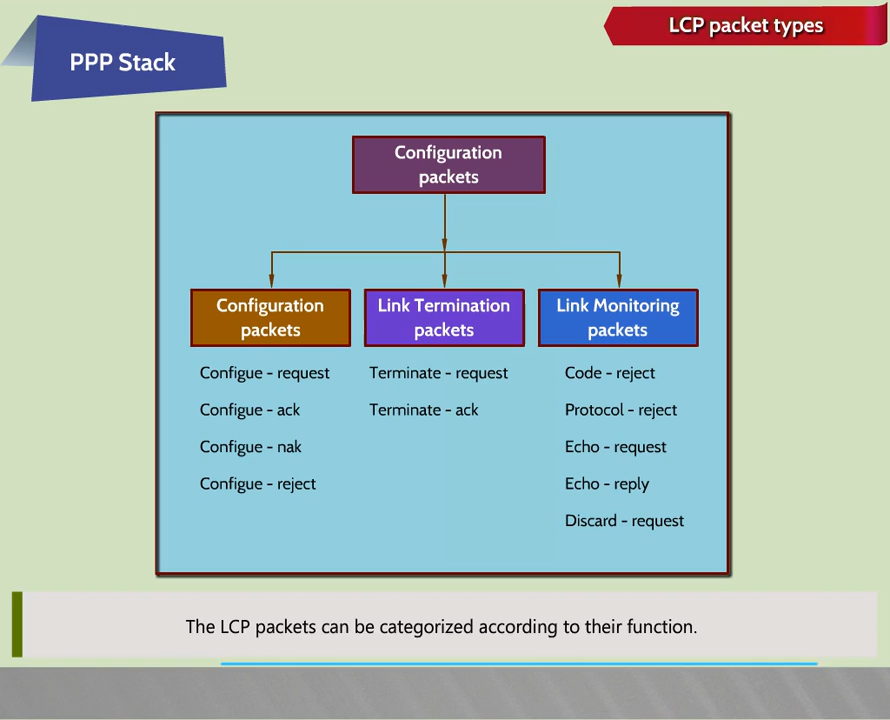 LCP packet types
PPP Stack
Configuration
packets
Configuration
packets
Link Termination
packets
Link Monitoring
packets
Configue - request
Configue - ack
Configue - nak
Configue - reject
Terminate - request
Terminate - ack
Code - reject
Protocol - reject
Echo - request
Echo - reply
Discard - request
The LCP packets can be categorized according to their function.